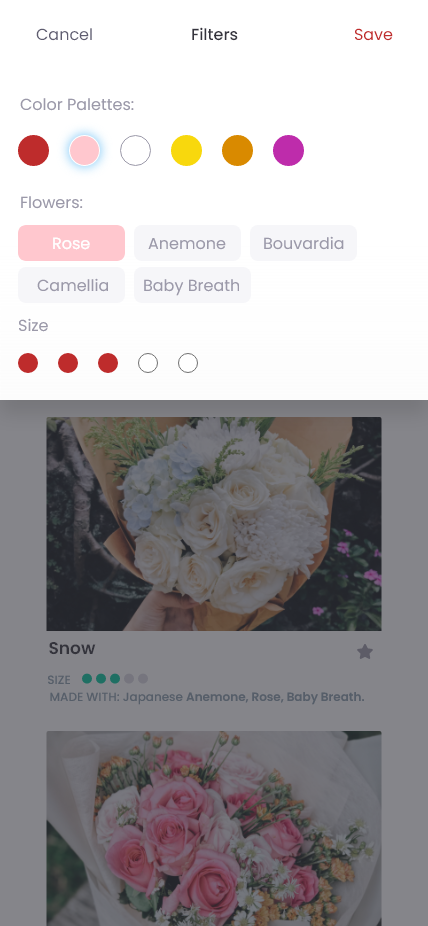 Cancel Filters Save
Color Palettes:
Flowers:
Rose Anemone Bouvardia
Camellia Baby Breath
Size
Snow
SIZE
MADE WITH: Japanese Anemone, Rose, Baby Breath.